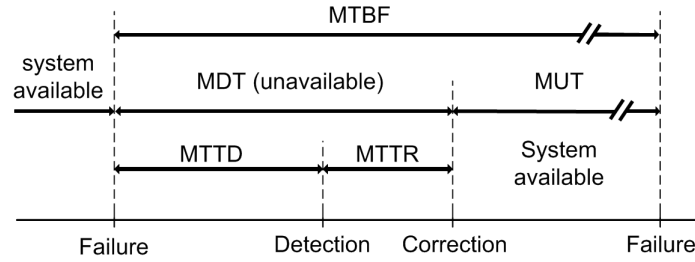 MTBF
system
available
MDT (unavailable)
MUT
MTTD
MTTR
System
available
Failure
Detection
Correction
Failure